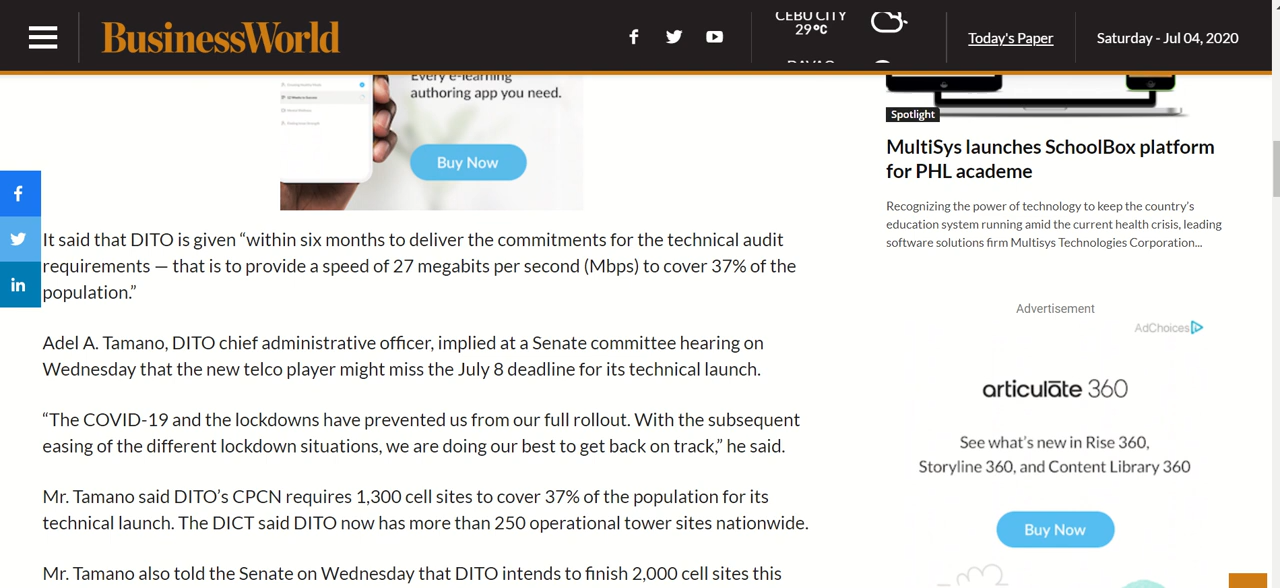 BusinessWorld
CEBU CITY
29°C
DAVAO
Today's Paper
Saturday - Jul 04, 2020
Every e-learning
authoring app you need.
Buy Now
Spotlight
MultiSys launches SchoolBox platform
for PHL academe
Recognizing the power of technology to keep the country's
education system running amid the current health crisis, leading
software solutions firm Multisys Technologies Corporation...
It said that DITO is given “within six months to deliver the commitments for the technical audit
requirements — that is to provide a speed of 27 megabits per second (Mbps) to cover 37% of the
population.”
Adel A. Tamano, DITO chief administrative officer, implied at a Senate committee hearing on
Wednesday that the new telco player might miss the July 8 deadline for its technical launch.
“The COVID-19 and the lockdowns have prevented us from our full rollout. With the subsequent
easing of the different lockdown situations, we are doing our best to get back on track,” he said.
Mr. Tamano said DITO’s CPCN requires 1,300 cell sites to cover 37% of the population for its
technical launch. The DICT said DITO now has more than 250 operational tower sites nationwide.
Mr. Tamano also told the Senate on Wednesday that DITO intends to finish 2,000 cell sites this
Advertisement
AdChoices
articulate 360
See what's new in Rise 360,
Storyline 360, and Content Library 360
Buy Now